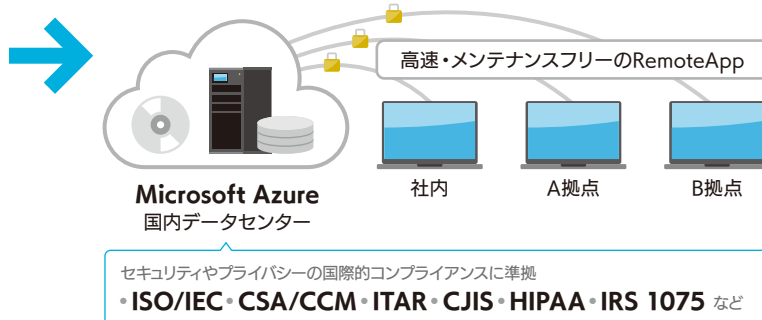 高速・メンテナンスフリーのRemoteApp
社内
A拠点
B拠点
Microsoft Azure
国内データセンター
セキュリティやプライバシーの国際的コンプライアンスに準拠
•ISO/IEC•CSA/CCM•ITAR•CJIS•HIPAA•IRS 1075 など